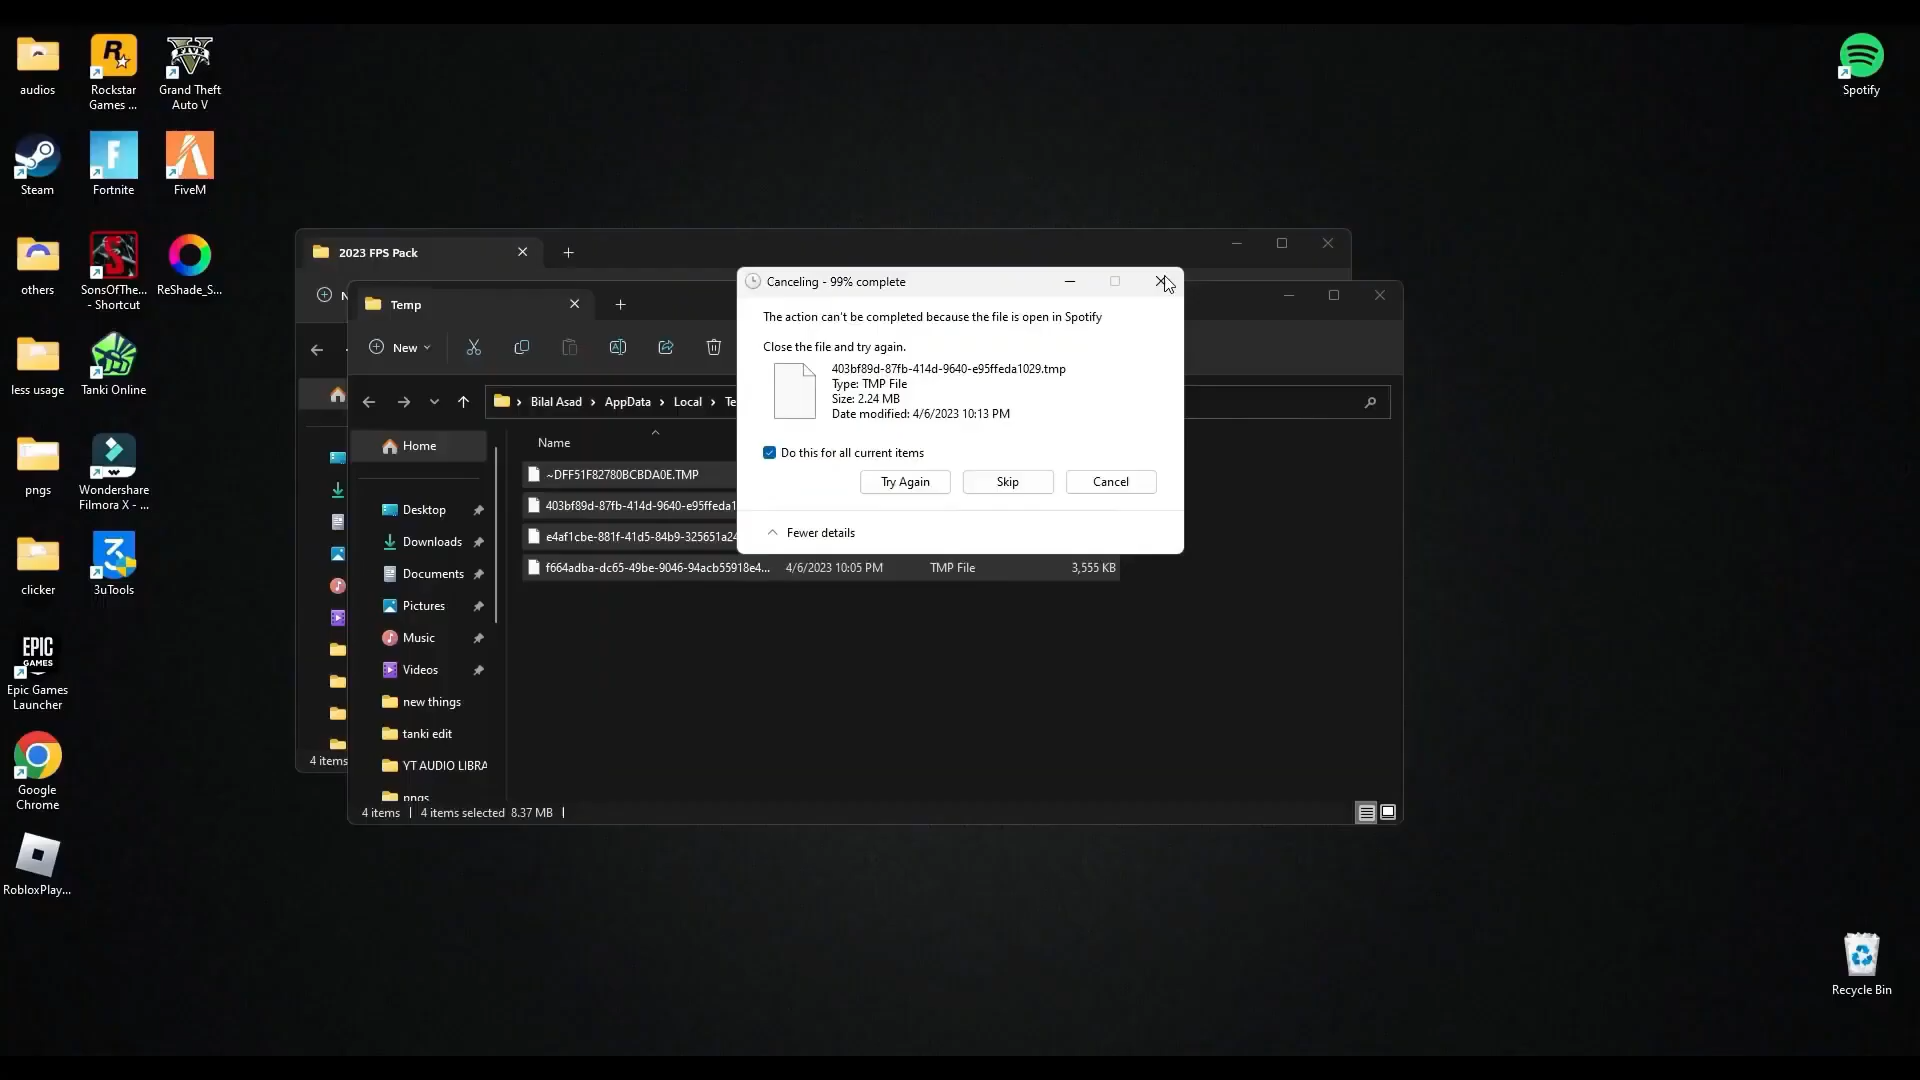 audios
Rockstar
Games ...
Grand Theft
Auto V
Spotify
Steam
Fortnite
FiveM
others
SonsOfThe...
- Shortcut
ReShade_S...
less usage
Tanki Online
pngs
Wondershare
Filmora X - ...
clicker
3uTools
EPIC
GAMES
Epic Games
Launcher
Google
Chrome
RobloxPlay...
Recycle Bin
2023 FPS Pack
N
4 items
Temp
New
Bilal Asad > AppData > Local > Te
Home
Desktop
Downloads
Documents
Pictures
Music
Videos
new things
tanki edit
YT AUDIO LIBRA
pngs
Name
~DFF51F82780BCBDA0E.TMP
403bf89d-87fb-414d-9640-e95ffeda1
e4af1cbe-881f-41d5-84b9-325651a24
f664adba-dc65-49be-9046-94acb55918e4... 4/6/2023 10:05 PM TMP File 3,555 KB
4 items | 4 items selected 8.37 MB |
Canceling - 99% complete
The action can't be completed because the file is open in Spotify
Close the file and try again.
403bf89d-87fb-414d-9640-e95ffeda1029.tmp
Type: TMP File
Size: 2.24 MB
Date modified: 4/6/2023 10:13 PM
Do this for all current items
Try Again Skip Cancel
Fewer details